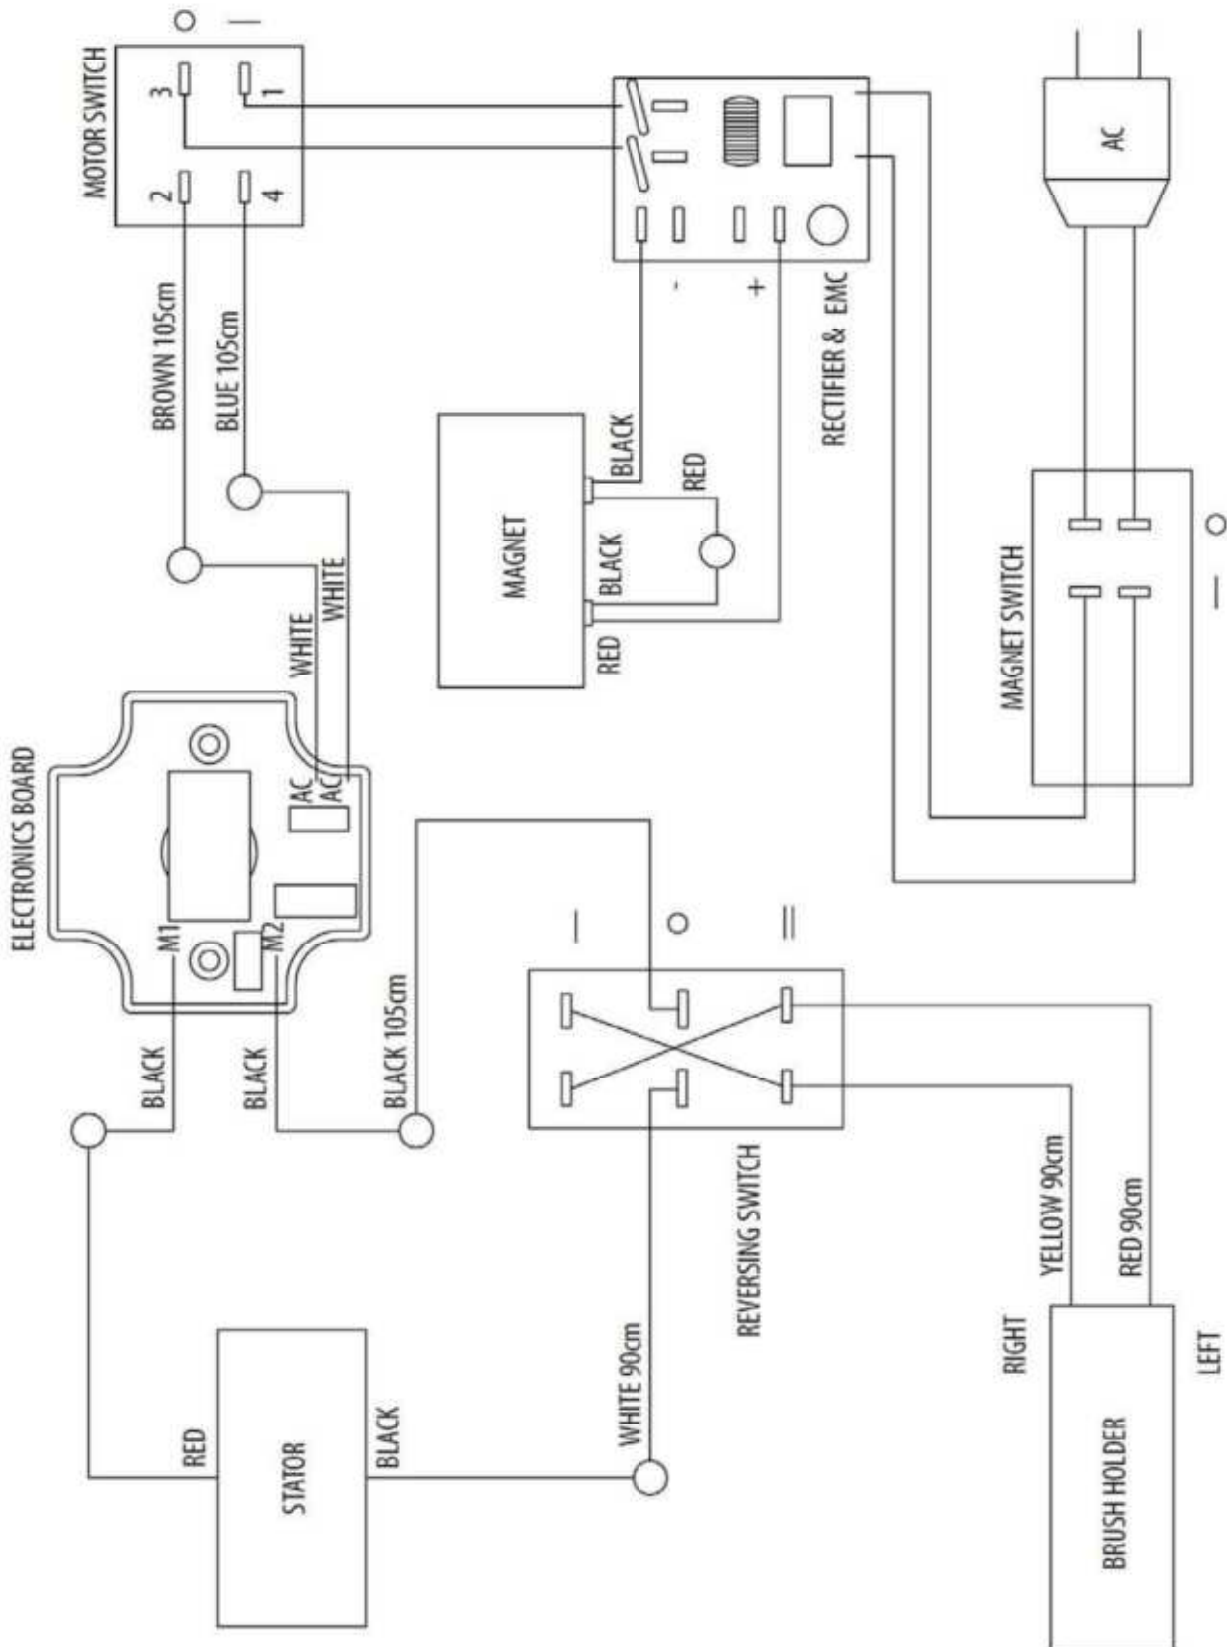 ELECTRONICS BOARD
MOTOR SWITCH
3
1
2
4
BROWN 105cm
BLUE 105cm
WHITE
WHITE
AC
AC
M1
M2
BLACK
BLACK
BLACK 105cm
RED
STATOR
BLACK
WHITE 90cm
REVERSING SWITCH
I
O
II
MAGNET
BLACK
RED
BLACK
RED
-
+
RECTIFIER & EMC
AC
MAGNET SWITCH
I
O
O
I
YELLOW 90cm
RED 90cm
RIGHT
BRUSH HOLDER
LEFT